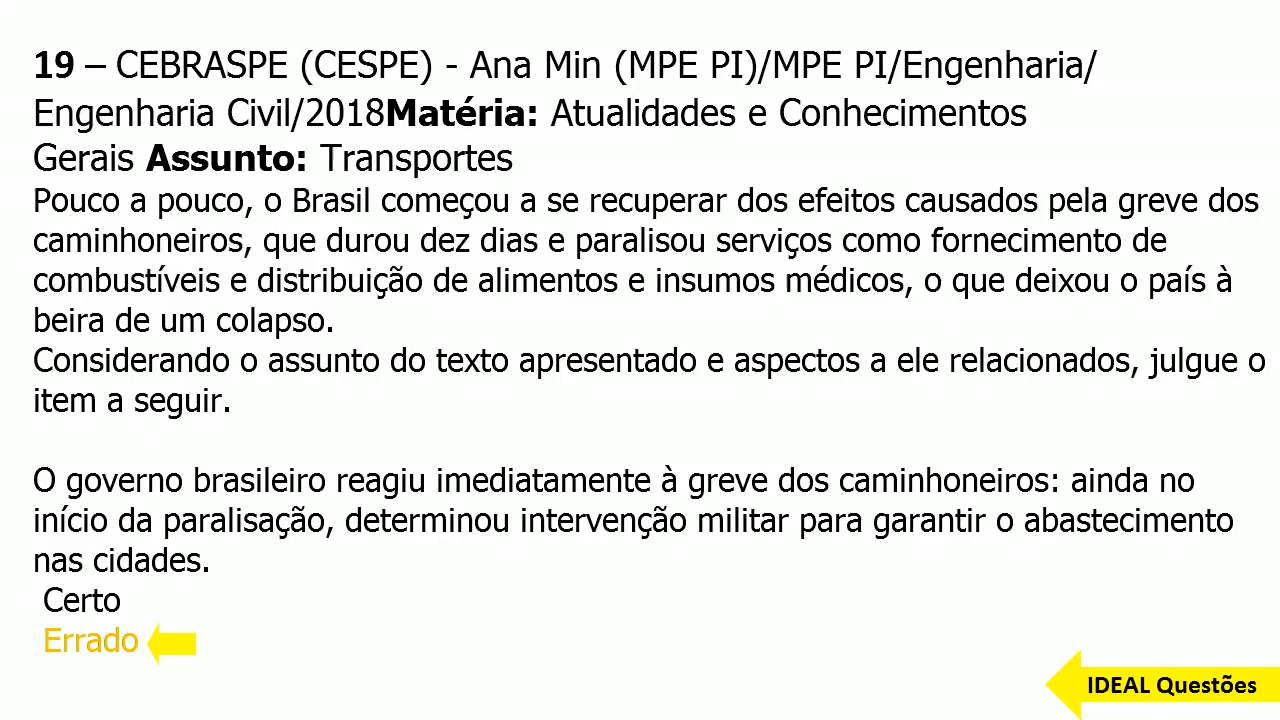 19 – CEBRASPE (CESPE) - Ana Min (MPE PI)/MPE PI/Engenharia/
Engenharia Civil/2018Matéria: Atualidades e Conhecimentos
Gerais Assunto: Transportes
Pouco a pouco, o Brasil começou a se recuperar dos efeitos causados pela greve dos
caminhoneiros, que durou dez dias e paralisou serviços como fornecimento de
combustíveis e distribuição de alimentos e insumos médicos, o que deixou o país à
beira de um colapso.
Considerando o assunto do texto apresentado e aspectos a ele relacionados, julgue o
item a seguir.
O governo brasileiro reagiu imediatamente à greve dos caminhoneiros: ainda no
início da paralisação, determinou intervenção militar para garantir o abastecimento
nas cidades.
Certo
Errado
IDEAL Questões